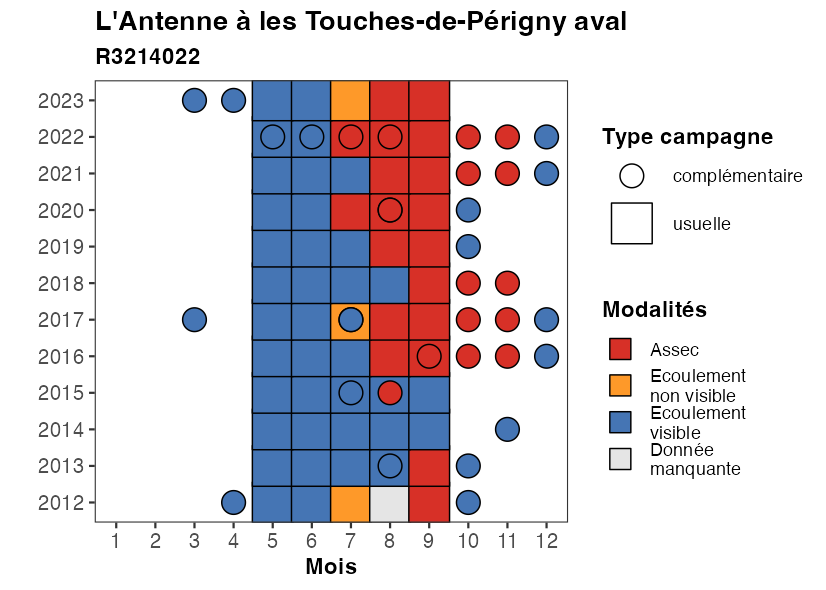 L'Antenne à les Touches-de-Périgny aval
R3214022
2023
2022
2021
2020
2019
2018
2017
2016
2015
2014
2013
2012
1 2 3 4 5 6 7 8 9 10 11 12
Mois
Type campagne
complémentaire
usuelle
Modalités
Assec
Ecoulement
non visible
Ecoulement
visible
Donnée
manquante